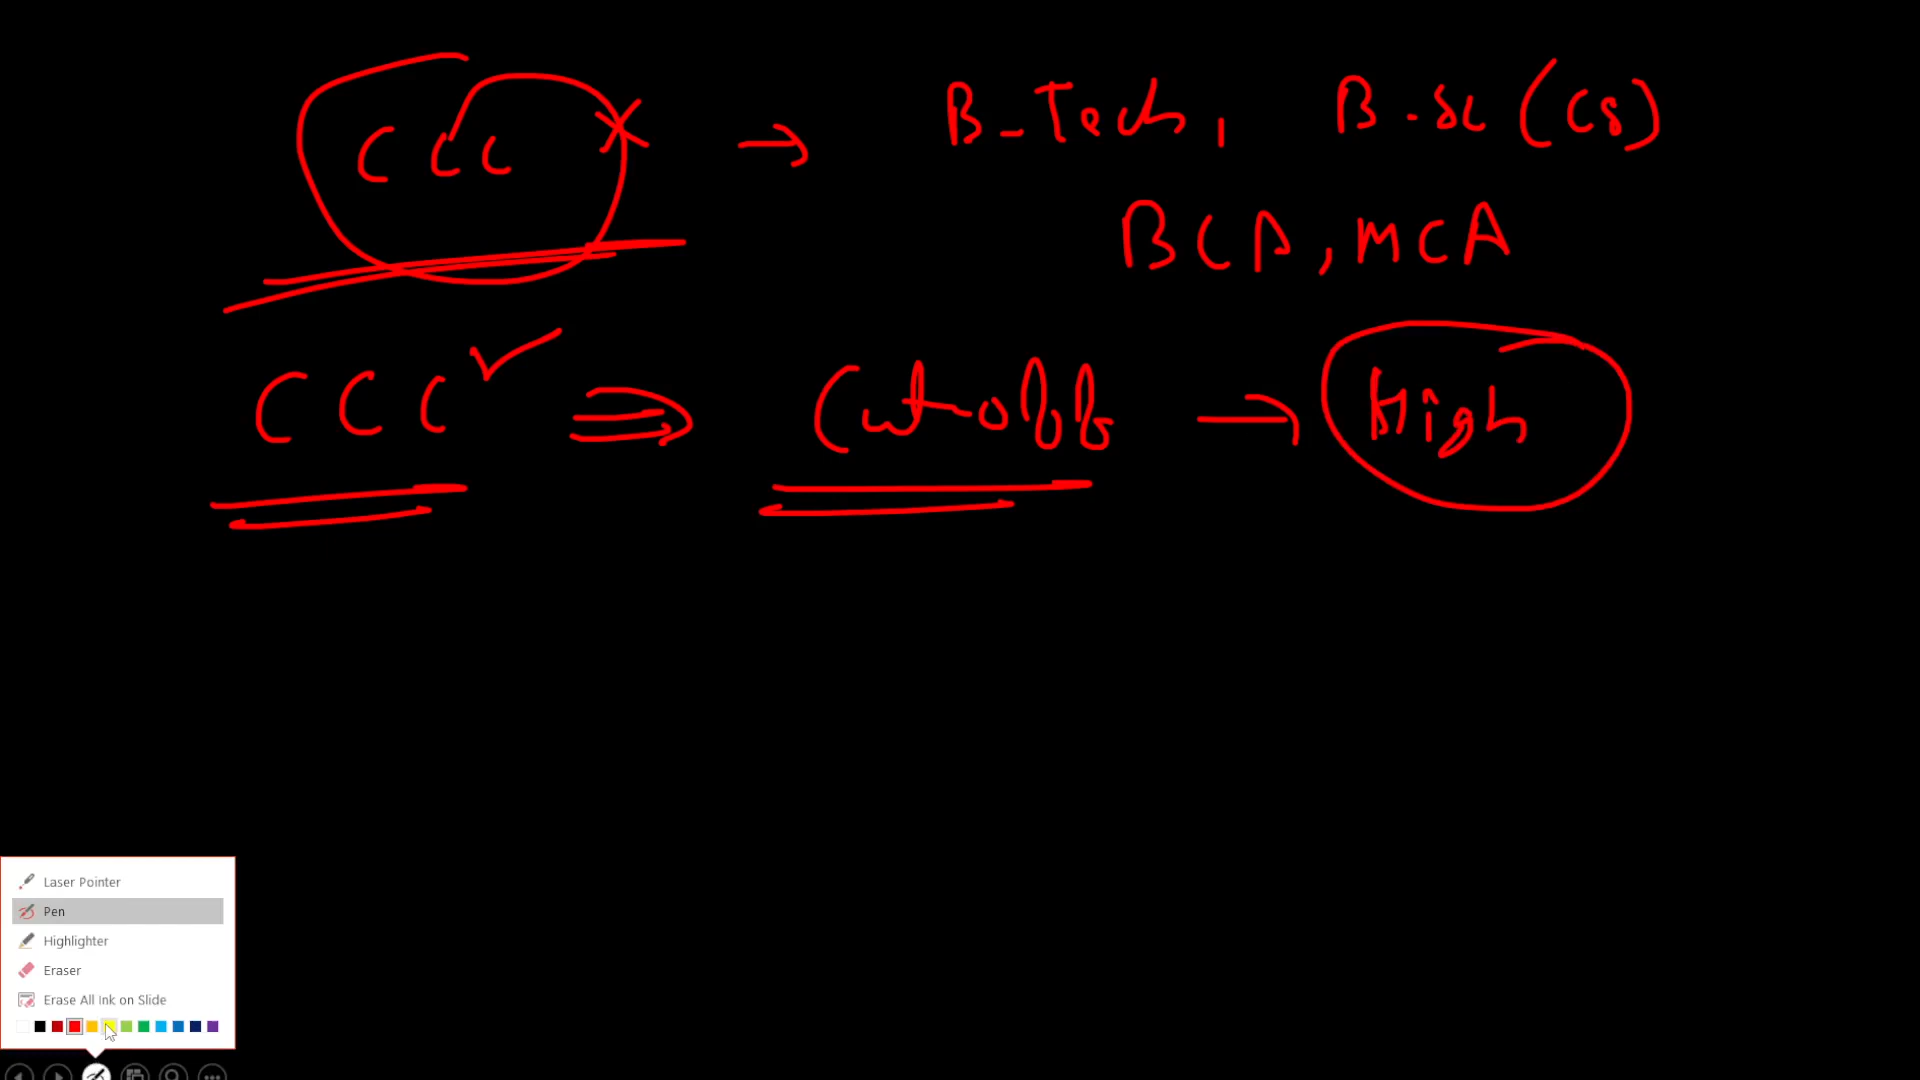 CCC → B-Tech, B.Sc (CS)
BCA, MCA
CCC ✓ ⇒ Cut-off → High
Laser Pointer
Pen
Highlighter
Eraser
Erase All Ink on Slide